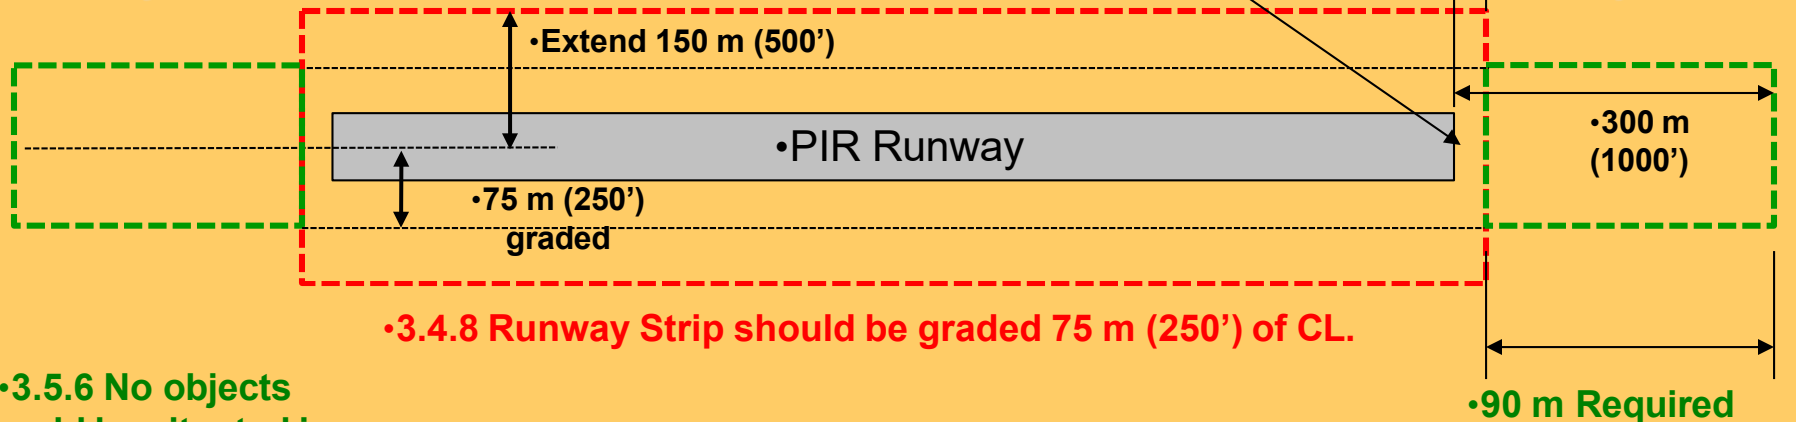 •Extend 150 m (500’)
•300 m
(1000’)
•PIR Runway
•75 m (250’)
graded
•3.4.8 Runway Strip should be graded 75 m (250’) of CL.
•3.5.6 No objects
•90 m Required